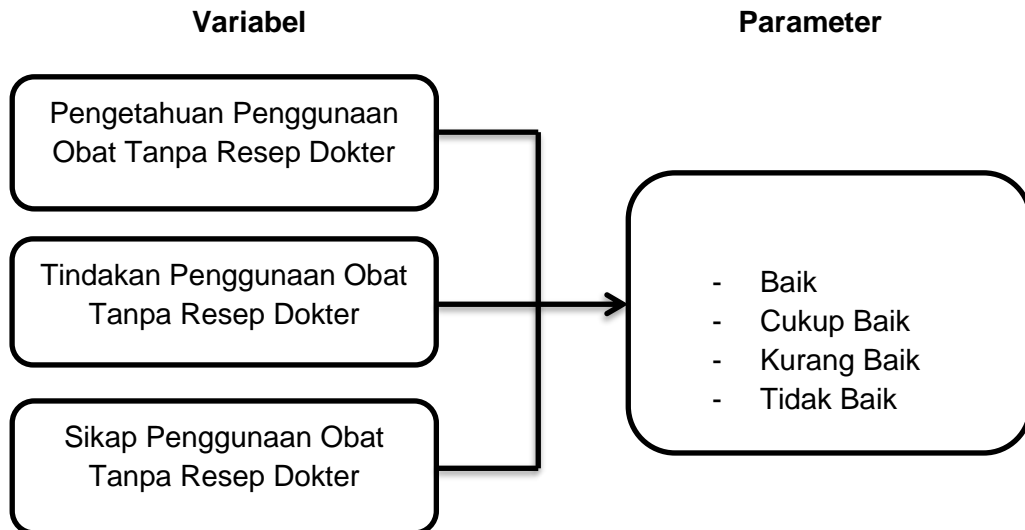 Variabel
Parameter
Pengetahuan Penggunaan
Obat Tanpa Resep Dokter
Tindakan Penggunaan Obat
Tanpa Resep Dokter
Sikap Penggunaan Obat
Tanpa Resep Dokter
- Baik
- Cukup Baik
- Kurang Baik
- Tidak Baik